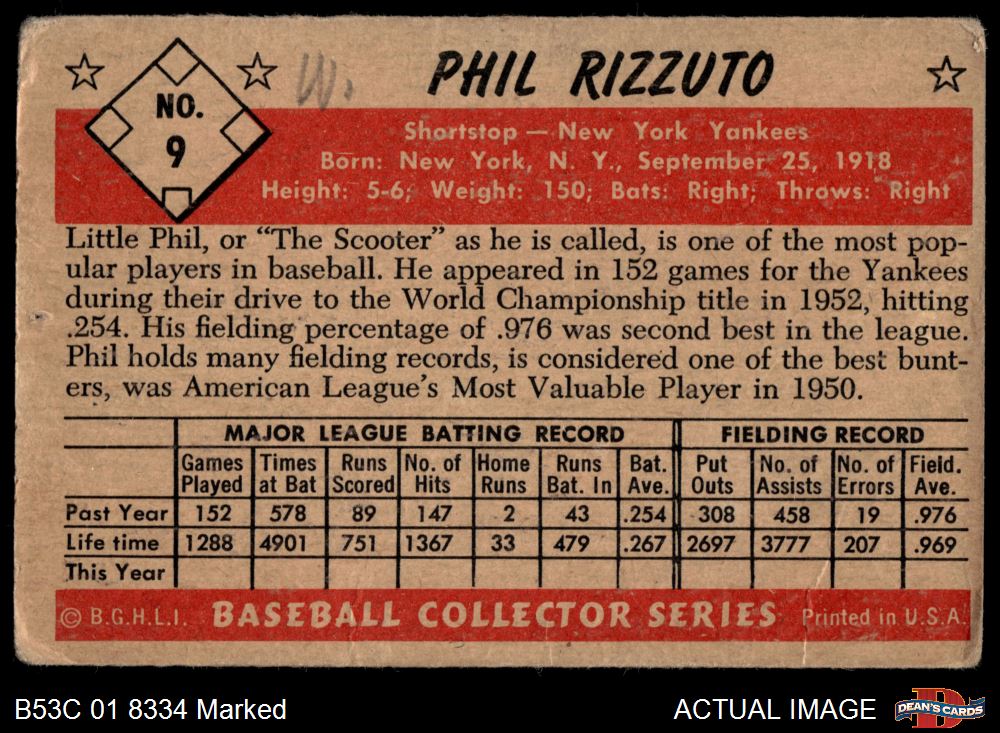 W.
PHIL RIZZUTO
NO.
9
Shortstop — New York Yankees
Born: New York, N. Y., September 25, 1918
Height: 5-6; Weight: 150; Bats: Right; Throws: Right
Little Phil, or “The Scooter” as he is called, is one of the most pop-
ular players in baseball. He appeared in 152 games for the Yankees
during their drive to the World Championship title in 1952, hitting
.254. His fielding percentage of .976 was second best in the league.
Phil holds many fielding records, is considered one of the best bunt-
ers, was American League’s Most Valuable Player in 1950.
MAJOR LEAGUE BATTING RECORD FIELDING RECORD
Games Times Runs No. of Home Runs Bat. Put No. of No. of Field.
Played at Bat Scored Hits Runs Bat. In Ave. Outs Assists Errors Ave.
Past Year 152 578 89 147 2 43 .254 308 458 19 .976
Life time 1288 4901 751 1367 33 479 .267 2697 3777 207 .969
This Year
© B.G.H.L.I. BASEBALL COLLECTOR SERIES Printed in U.S.A.
B53C 01 8334 Marked ACTUAL IMAGE DEAN'S CARDS